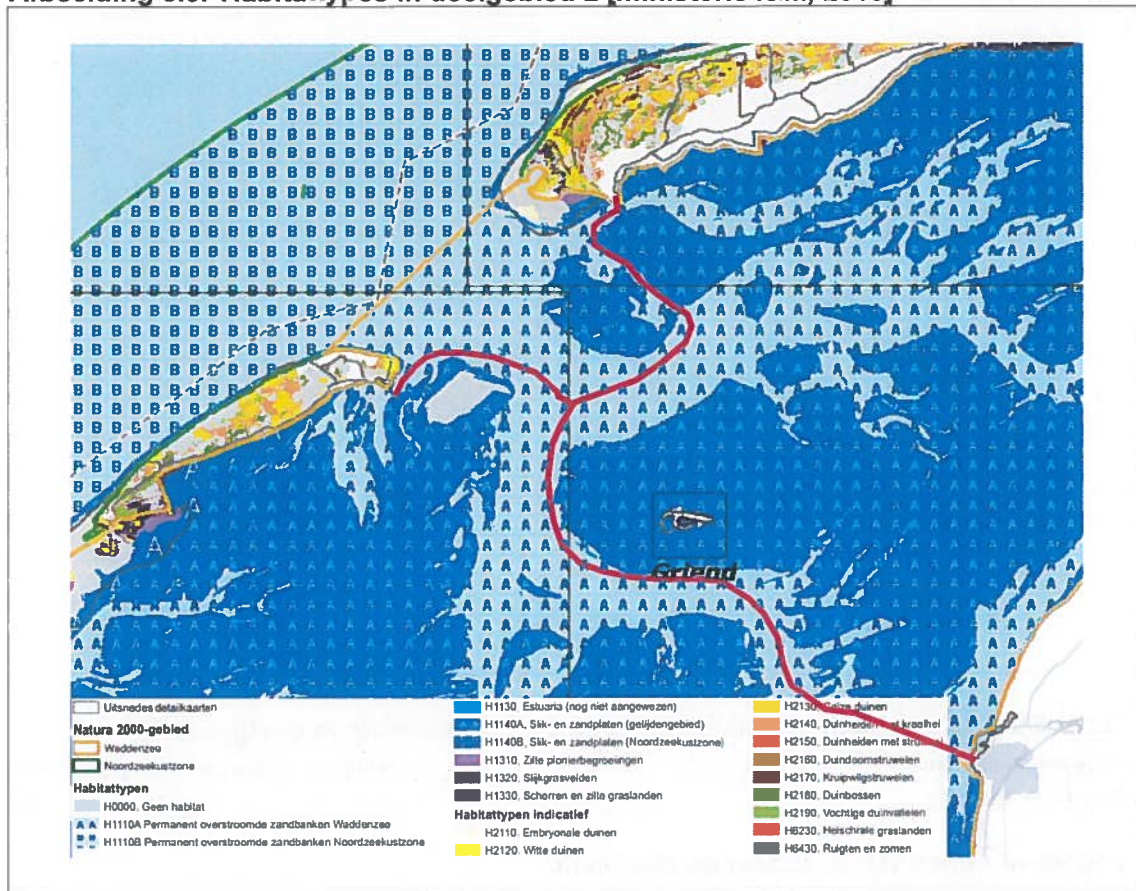 Habitattypes in deelgebied 2
Griend
Uitsnedes detailkaarten
Natura 2000-gebied
Waddenzee
Noordzeekustzone
Habitattypen
H0000, Geen habitat
H1110A Permanent overstroomde zandbanken Waddenzee
H1110B Permanent overstroomde zandbanken Noordzeekustzone
H1130, Estuaria (nog niet aangewezen)
H1140A, Slik- en zandplaten (getijdengebied)
H1140B, Slik- en zandplaten (Noordzeekustzone)
H1310, Zilte pionierbegroeiingen
H1320, Slijkgrasvelden
H1330, Schorren en zilte graslanden
Habitattypen indicatief
H2110, Embryonale duinen
H2120, Witte duinen
H2130, duinen
H2140, Duinheiden met kraaihei
H2150, Duinheiden met
H2160, Duindoornstruwelen
H2170, Kruipwilgstruwelen
H2180, Duinbossen
H2190, Vochtige duinvalleien
H6230, Heischrale graslanden
H6430, Ruigten en zomen